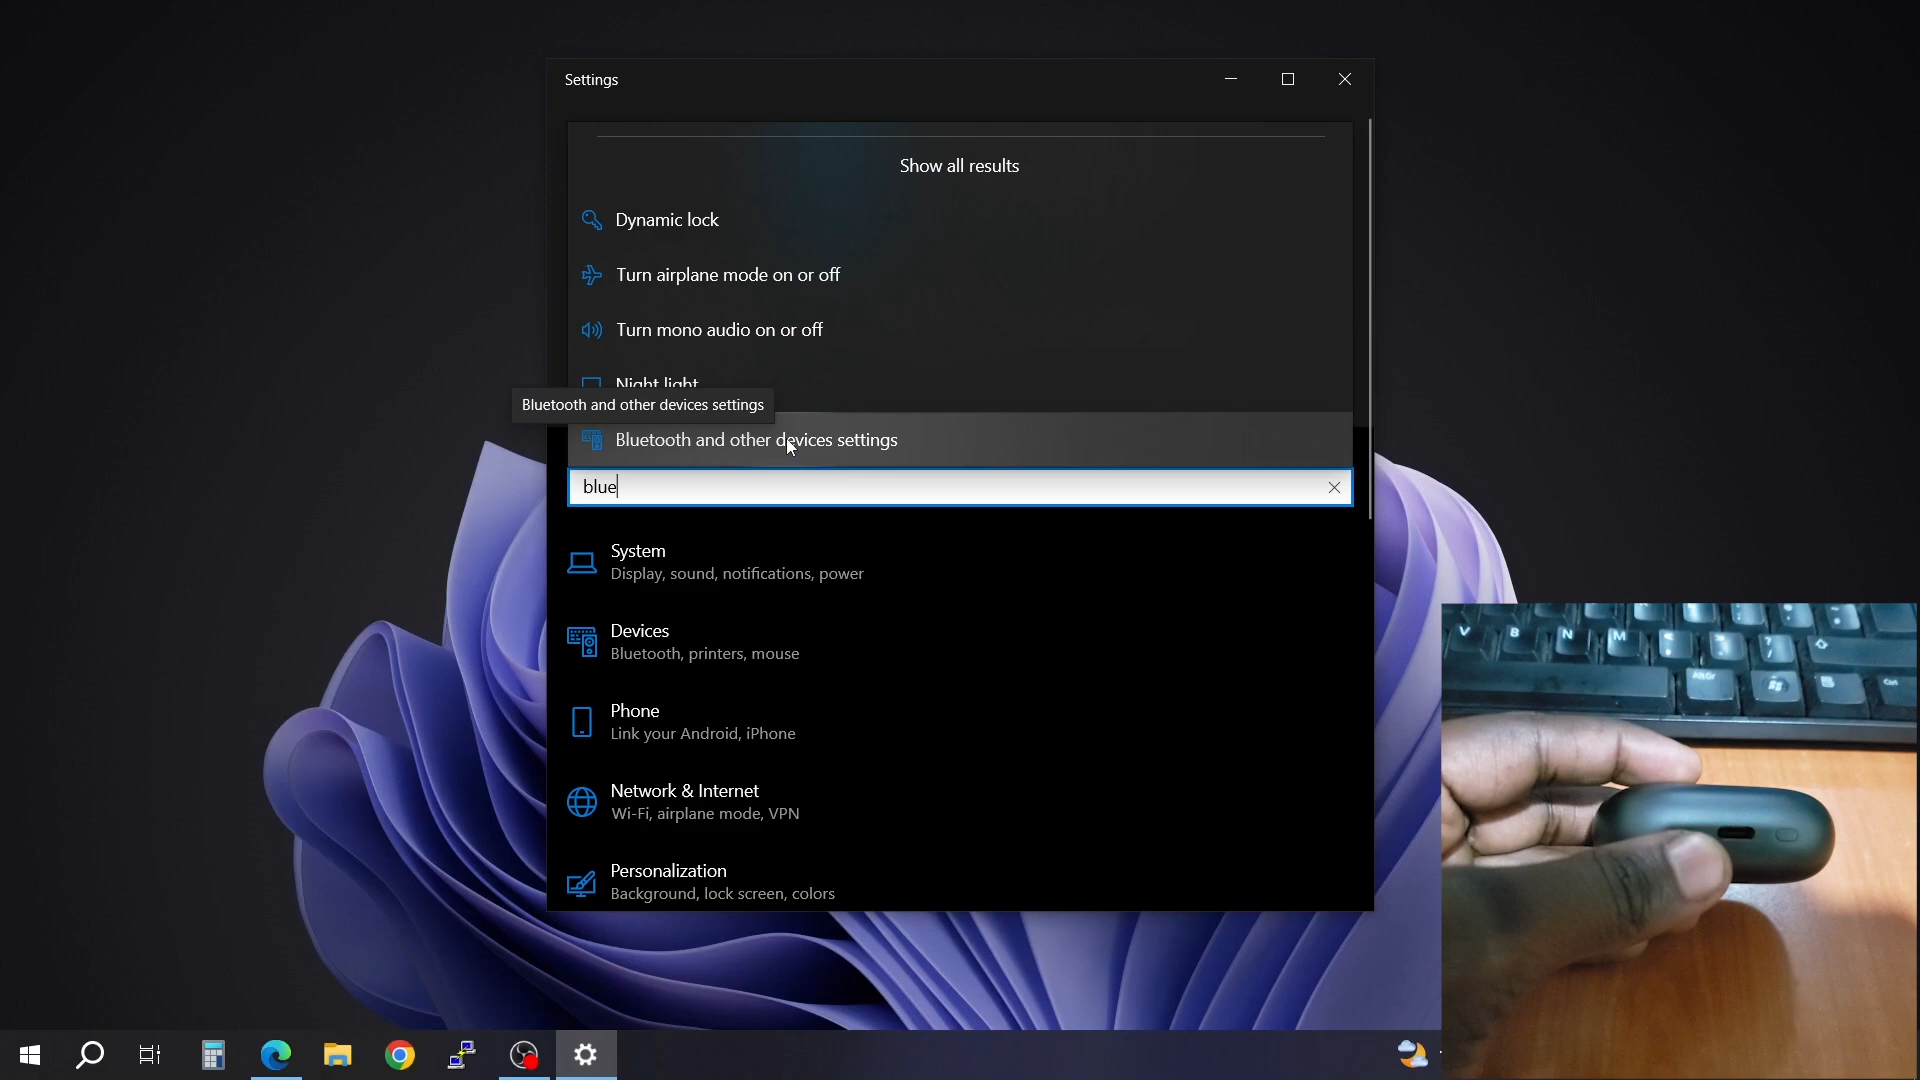 Settings
Show all results
Dynamic lock
Turn airplane mode on or off
Turn mono audio on or off
Night light
Bluetooth and other devices settings
Bluetooth and other devices settings
blue
System
Display, sound, notifications, power
Devices
Bluetooth, printers, mouse
Phone
Link your Android, iPhone
Network & Internet
Wi-Fi, airplane mode, VPN
Personalization
Background, lock screen, colors
V B N M
?
/
AltGr
Ctrl